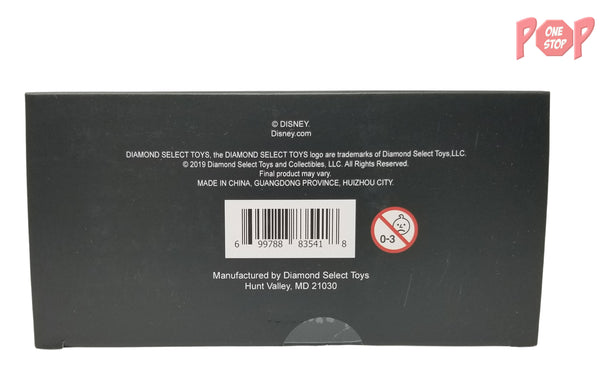 POP
ONE
STOP
© DISNEY.
Disney.com
DIAMOND SELECT TOYS, the DIAMOND SELECT TOYS logo are trademarks of Diamond Select Toys,LLC.
© 2019 Diamond Select Toys and Collectibles, LLC. All Rights Reserved.
Final product may vary.
MADE IN CHINA, GUANGDONG PROVINCE, HUIZHOU CITY.
6 99788 83541 8
0-3
Manufactured by Diamond Select Toys
Hunt Valley, MD 21030